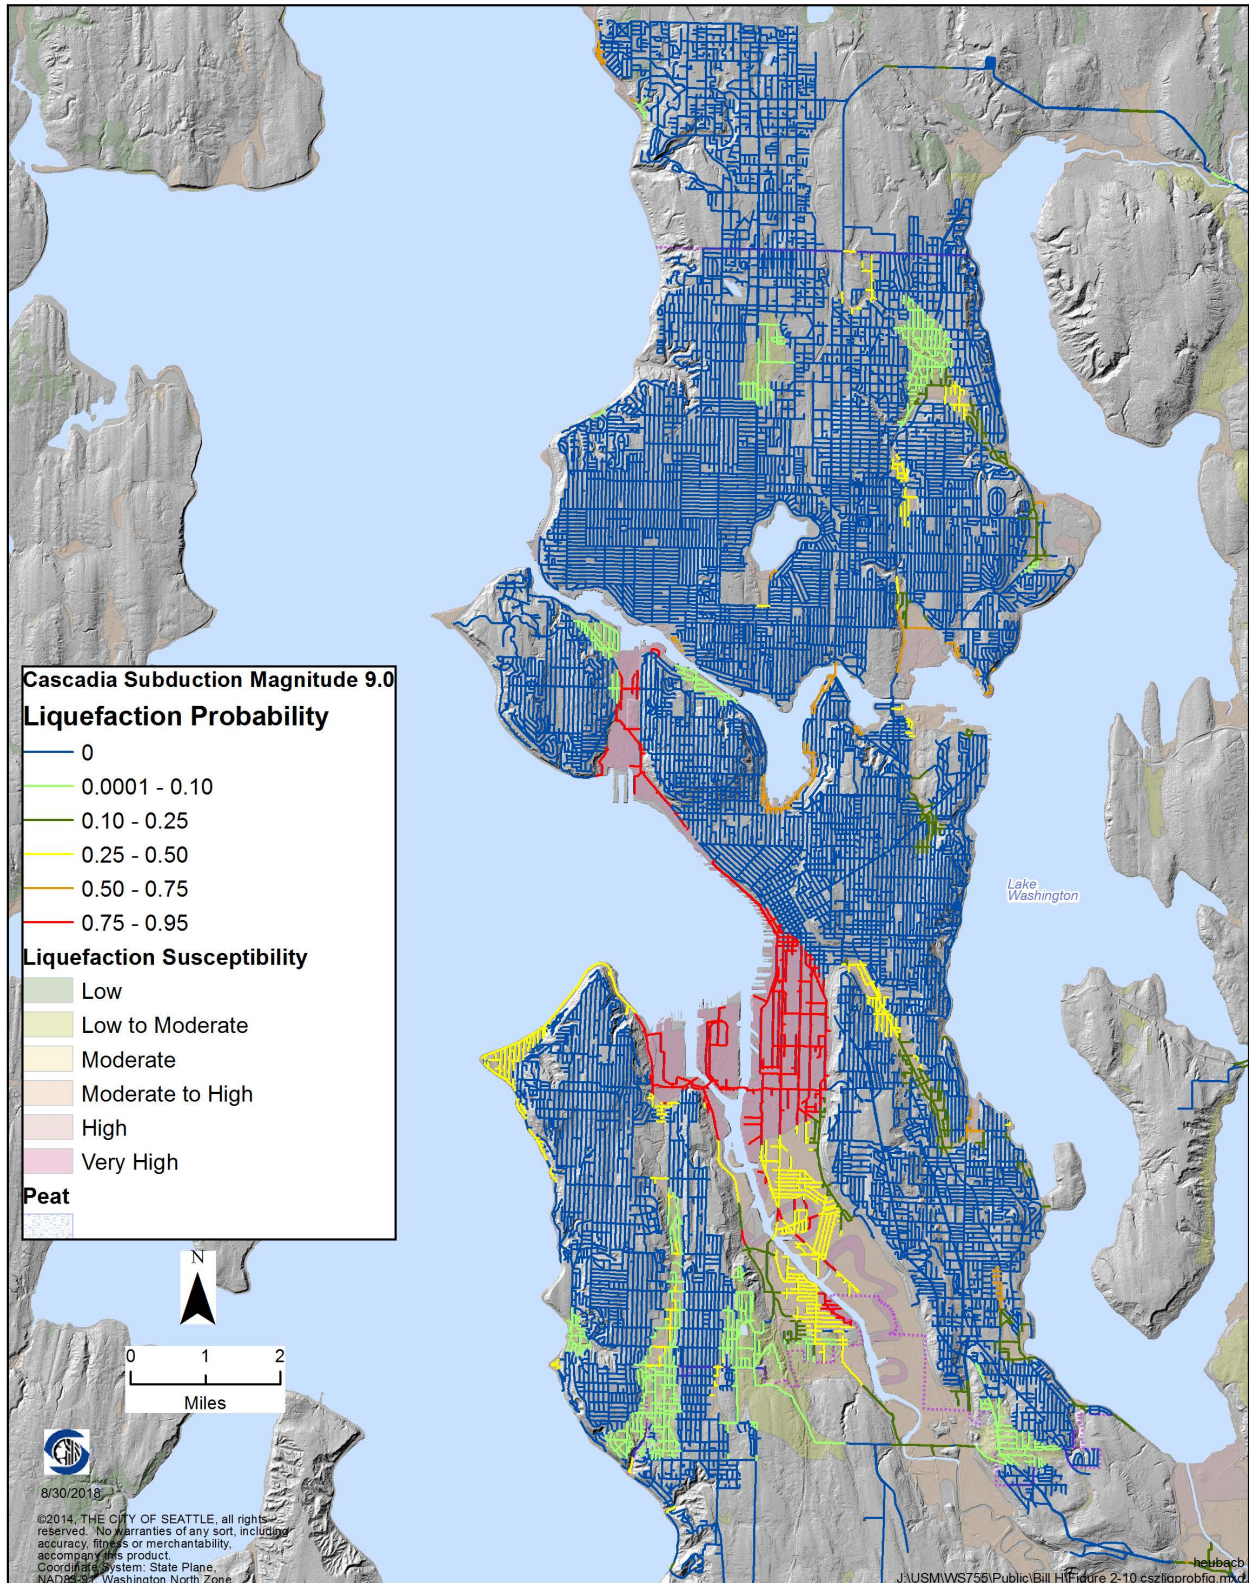 Lake
Washington
Cascadia Subduction Magnitude 9.0
Liquefaction Probability
0
0.0001 - 0.10
0.10 - 0.25
0.25 - 0.50
0.50 - 0.75
0.75 - 0.95
Liquefaction Susceptibility
Low
Low to Moderate
Moderate
Moderate to High
High
Very High
Peat
N
0 1 2
Miles
8/30/2018
©2014, THE CITY OF SEATTLE, all rights
reserved. No warranties of any sort, including
accuracy, fitness or merchantability,
accompany this product.
Coordinate System: State Plane,
NAD83-91, Washington North Zone
heubacb
J:\USM\WS755\Public\Bill H\Figure 2-10 cszliqprobfig.mxd